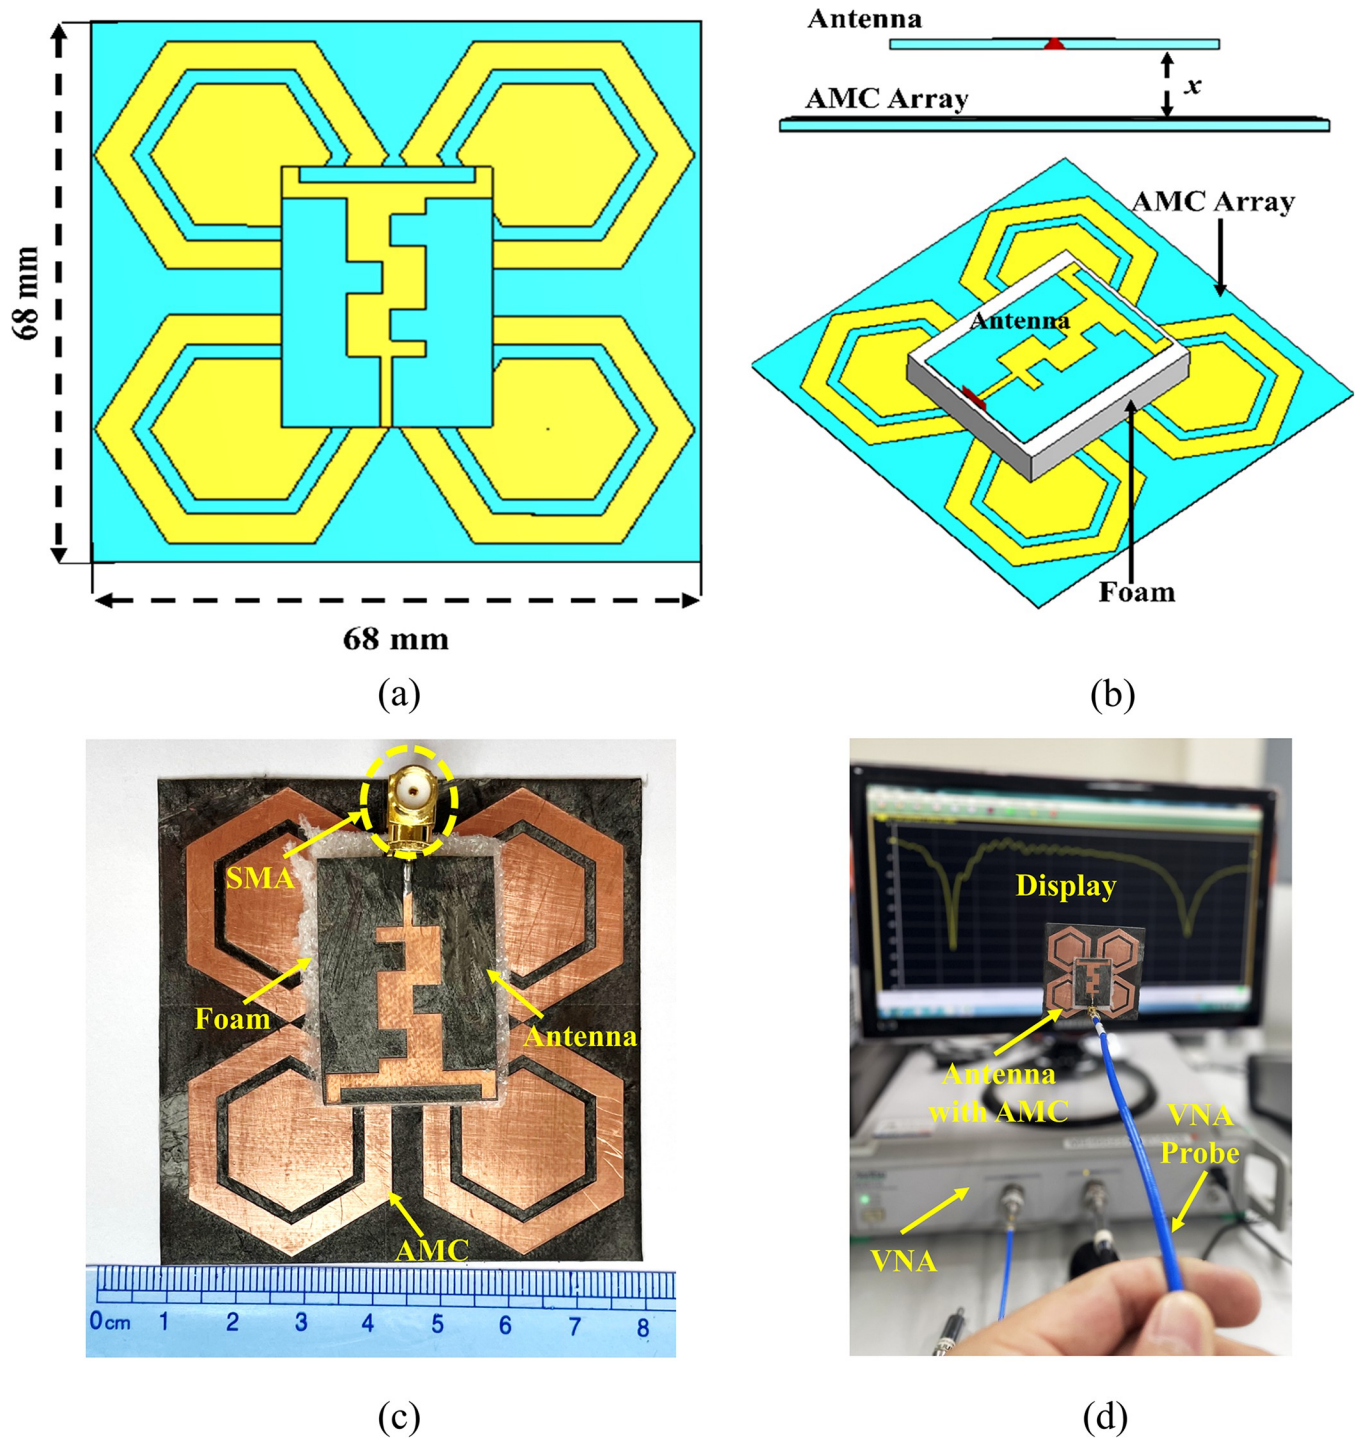 68 mm
68 mm
(a)
Antenna
x
AMC Array
AMC Array
Antenna
Foam
(b)
SMA
Foam
Antenna
AMC
0cm 1 2 3 4 5 6 7 8
(c)
Display
Antenna
with AMC
VNA
Probe
VNA
(d)